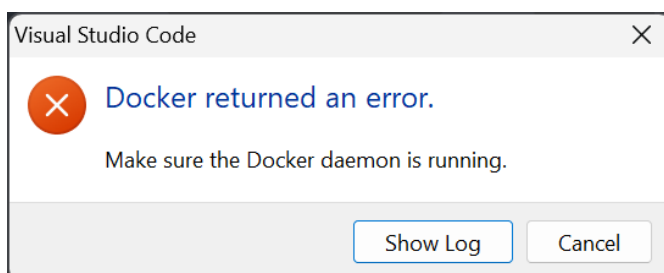 Visual Studio Code
Docker returned an error.
Make sure the Docker daemon is running.
Show Log
Cancel